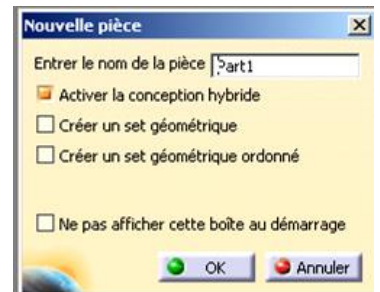 Nouvelle pièce
Entrer le nom de la pièce Part1
Activer la conception hybride
Créer un set géométrique
Créer un set géométrique ordonné
Ne pas afficher cette boîte au démarrage
OK Annuler